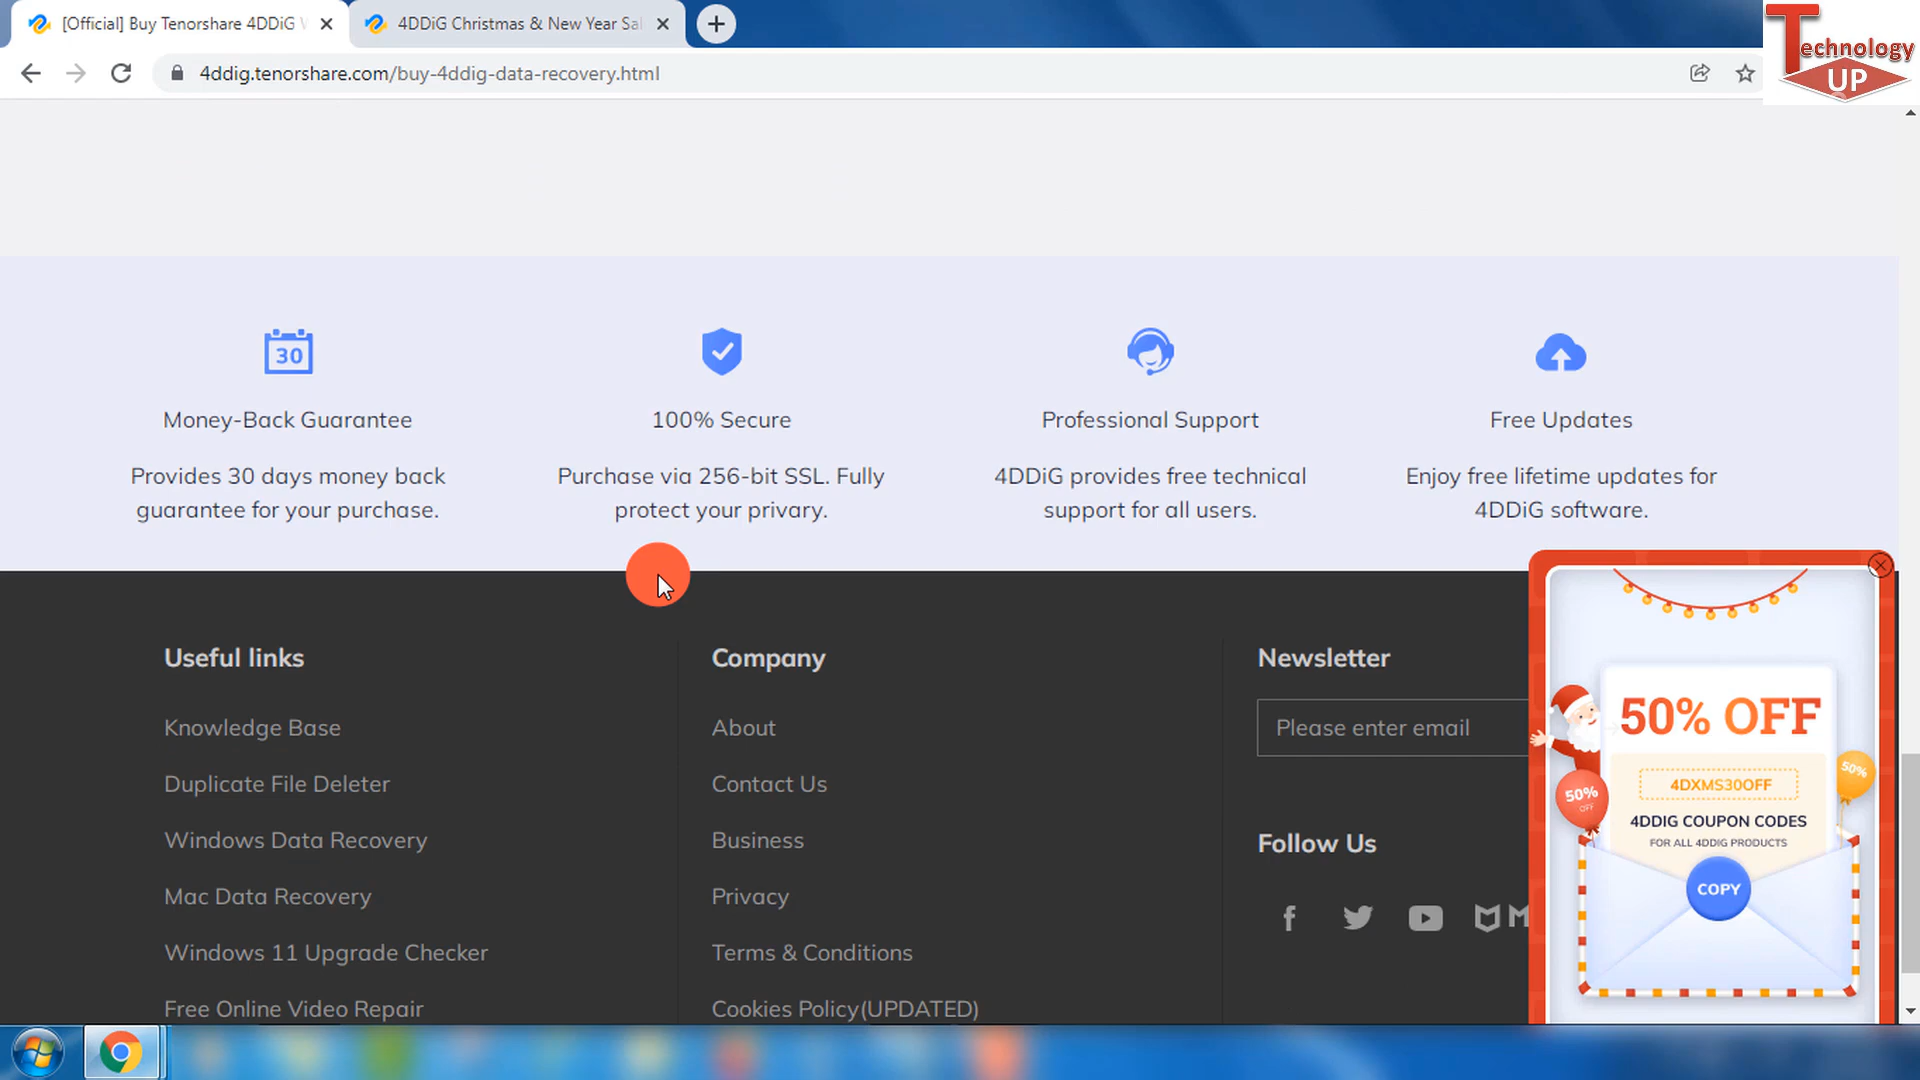 [Official] Buy Tenorshare 4DDiG
4DDiG Christmas & New Year Sal
Technology
UP
4ddig.tenorshare.com/buy-4ddig-data-recovery.html
30
Money-Back Guarantee
100% Secure
Professional Support
Free Updates
Provides 30 days money back
guarantee for your purchase.
Purchase via 256-bit SSL. Fully
protect your privary.
4DDiG provides free technical
support for all users.
Enjoy free lifetime updates for
4DDiG software.
Useful links
Knowledge Base
Duplicate File Deleter
Windows Data Recovery
Mac Data Recovery
Windows 11 Upgrade Checker
Free Online Video Repair
Company
About
Contact Us
Business
Privacy
Terms & Conditions
Cookies Policy(UPDATED)
Newsletter
Please enter email
Follow Us
M
50% OFF
50%
50%
OFF
4DXMS30OFF
4DDIG COUPON CODES
FOR ALL 4DDIG PRODUCTS
COPY